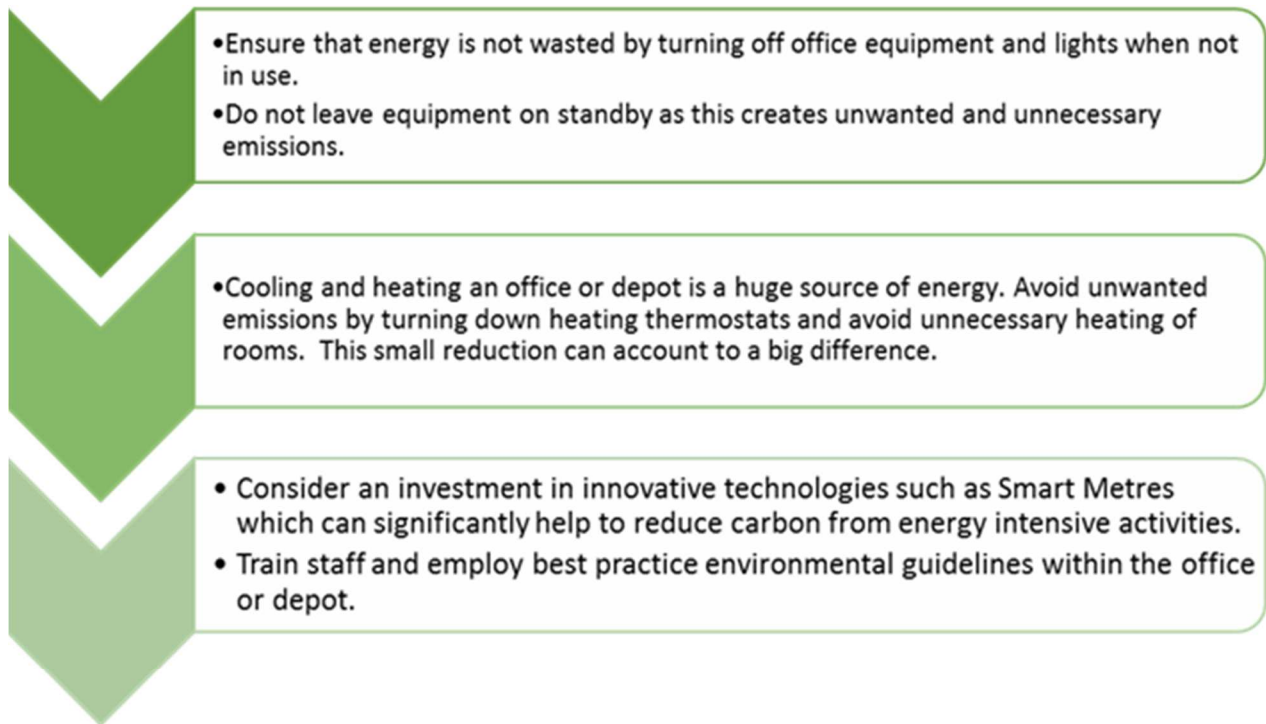 •Ensure that energy is not wasted by turning off office equipment and lights when not
in use.
•Do not leave equipment on standby as this creates unwanted and unnecessary
emissions.
•Cooling and heating an office or depot is a huge source of energy. Avoid unwanted
emissions by turning down heating thermostats and avoid unnecessary heating of
rooms.  This small reduction can account to a big difference.
• Consider an investment in innovative technologies such as Smart Metres
which can significantly help to reduce carbon from energy intensive activities.
• Train staff and employ best practice environmental guidelines within the office
or depot.